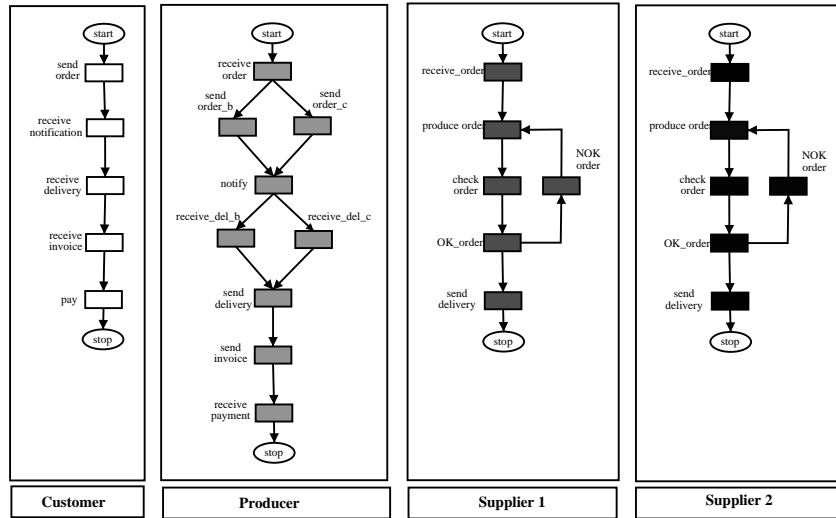 start
send
order
receive
notification
receive
delivery
receive
invoice
pay
stop
Customer
start
receive
order
send
order_b
send
order_c
notify
receive_del_b
receive_del_c
send
delivery
send
invoice
receive
payment
stop
Producer
start
receive_order
produce order
NOK
order
check
order
OK_order
send
delivery
stop
Supplier 1
start
receive_order
produce order
NOK
order
check
order
OK_order
send
delivery
stop
Supplier 2